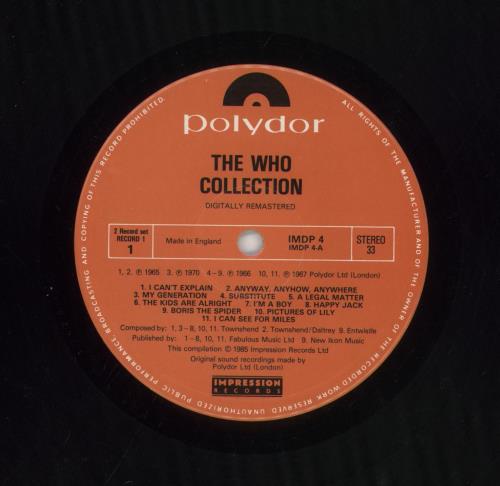 polydor
THE WHO
COLLECTION
DIGITALLY REMASTERED
2 Record set
RECORD 1
1
Made in England
IMDP 4
IMDP 4-A
STEREO
33
1, 2. ℗ 1965 3. ℗ 1970 4-9. ℗ 1966 10, 11. ℗ 1967 Polydor Ltd (London)
1. I CAN'T EXPLAIN 2. ANYWAY, ANYHOW, ANYWHERE
3. MY GENERATION 4. SUBSTITUTE 5. A LEGAL MATTER
6. THE KIDS ARE ALRIGHT 7. I'M A BOY 8. HAPPY JACK
9. BORIS THE SPIDER 10. PICTURES OF LILY
11. I CAN SEE FOR MILES
Composed by: 1, 3-8, 10, 11. Townshend 2. Townshend/Daltrey 9. Entwistle
Published by: 1-8, 10, 11. Fabulous Music Ltd 9. New Ikon Music
This compilation © 1985 Impression Records Ltd
Original sound recordings made by
Polydor Ltd (London)
IMPRESSION
RECORDS
ALL RIGHTS OF THE MANUFACTURER AND OF THE OWNER OF THE RECORDED WORK RESERVED. UNAUTHORIZED PUBLIC PERFORMANCE, BROADCASTING AND COPYING OF THIS RECORD PROHIBITED.